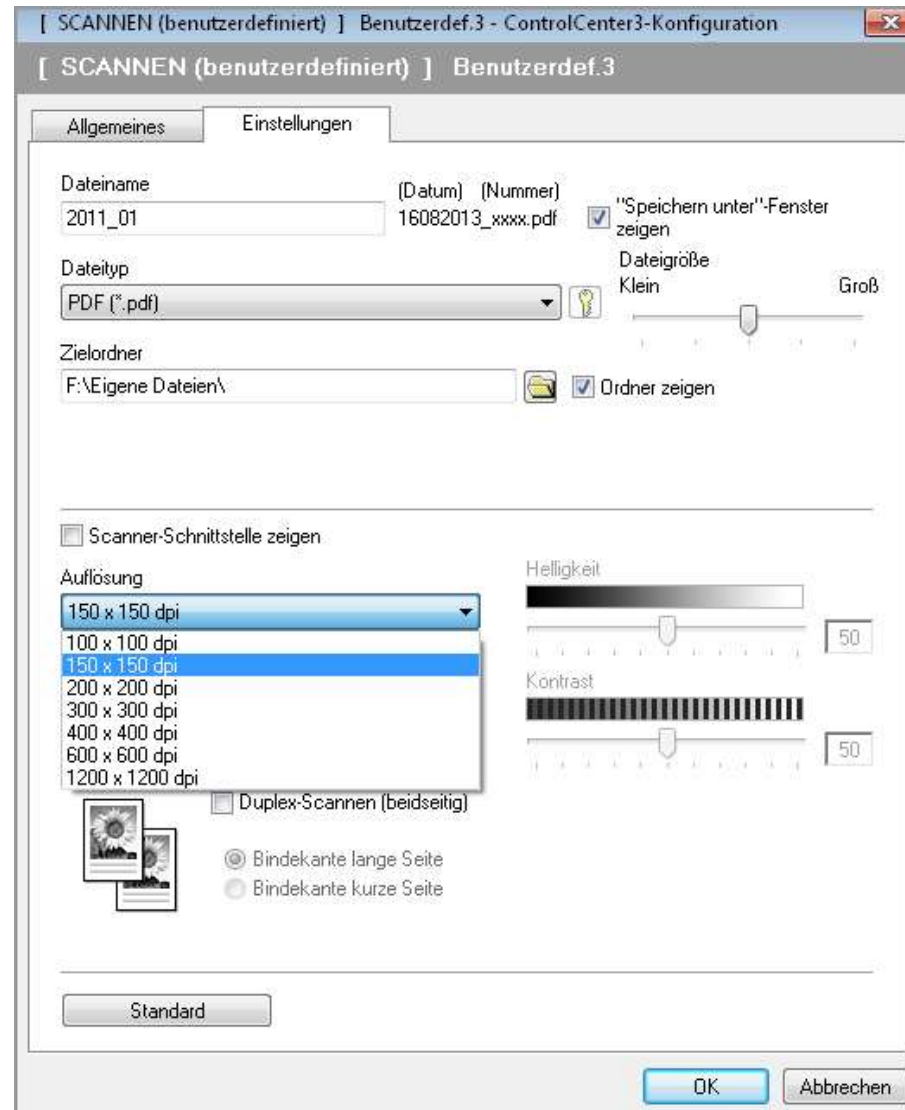 [ SCANNEN (benutzerdefiniert) ] Benutzerdef.3 - ControlCenter3-Konfiguration
[ SCANNEN (benutzerdefiniert) ] Benutzerdef.3
Allgemeines
Einstellungen
Dateiname
(Datum) (Nummer)
2011_01
16082013_xxxx.pdf
"Speichern unter"-Fenster
zeigen
Dateityp
Dateigröße
Klein
Groß
PDF (*.pdf)
Zielordner
F:\Eigene Dateien\
Ordner zeigen
Scanner-Schnittstelle zeigen
Auflösung
Helligkeit
150 x 150 dpi
50
100 x 100 dpi
150 x 150 dpi
200 x 200 dpi
300 x 300 dpi
400 x 400 dpi
600 x 600 dpi
1200 x 1200 dpi
Kontrast
50
Duplex-Scannen (beidseitig)
Bindekante lange Seite
Bindekante kurze Seite
Standard
OK
Abbrechen